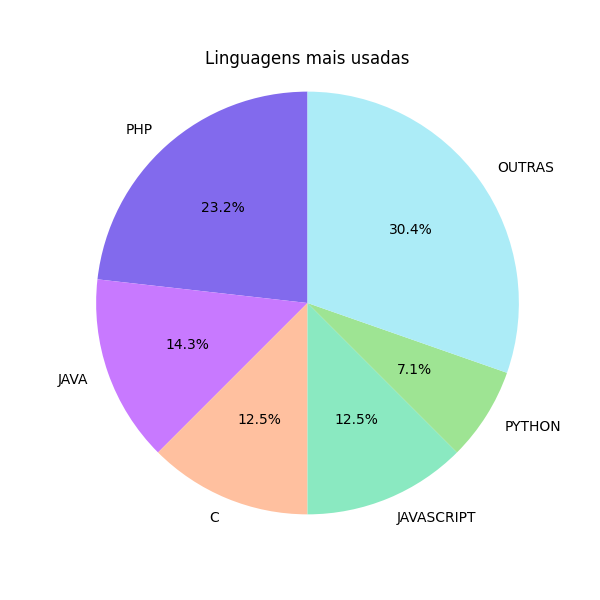 Linguagens mais usadas
PHP
OUTRAS
23.2%
30.4%
14.3%
7.1%
JAVA
12.5%
12.5%
PYTHON
C
JAVASCRIPT